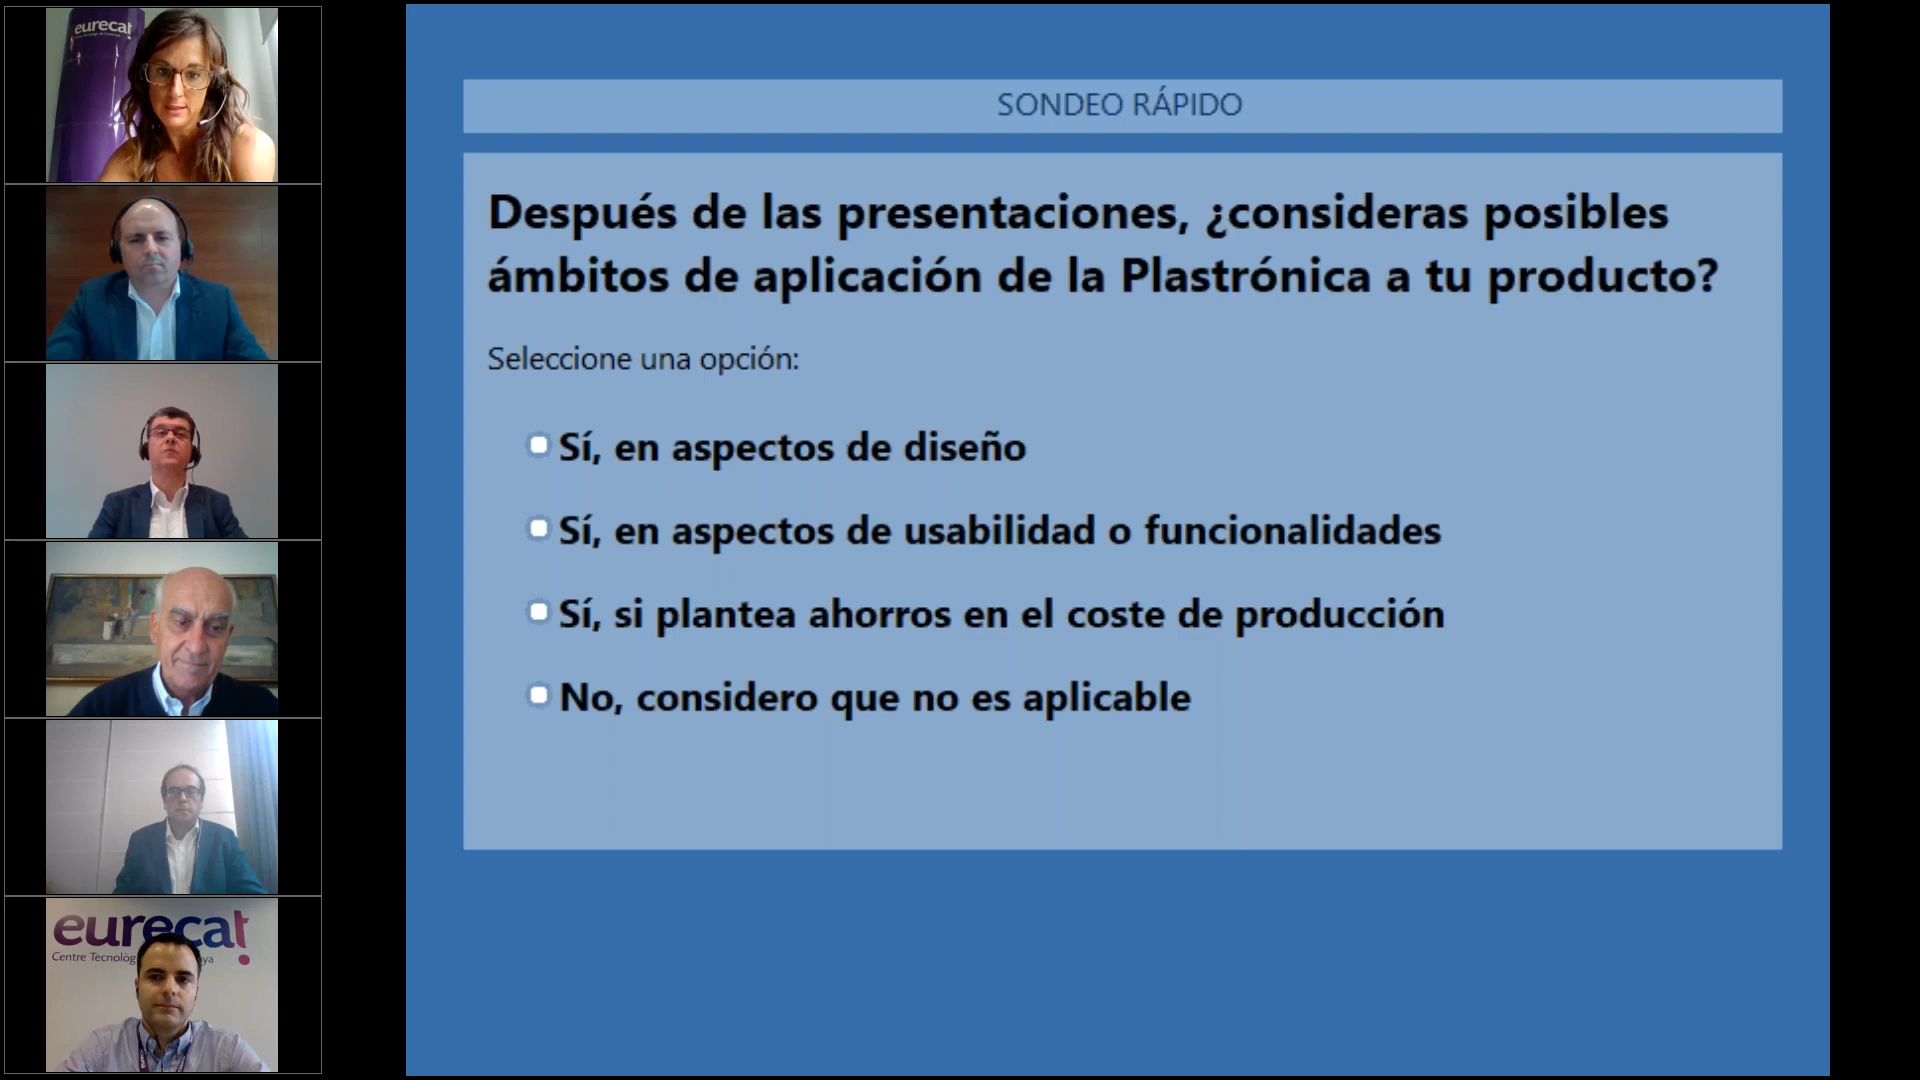 eurecat
SONDEO RÁPIDO
Después de las presentaciones, ¿consideras posibles
ámbitos de aplicación de la Plastrónica a tu producto?
Seleccione una opción:
Sí, en aspectos de diseño
Sí, en aspectos de usabilidad o funcionalidades
Sí, si plantea ahorros en el coste de producción
No, considero que no es aplicable
eurecat
Centre Tecnològ